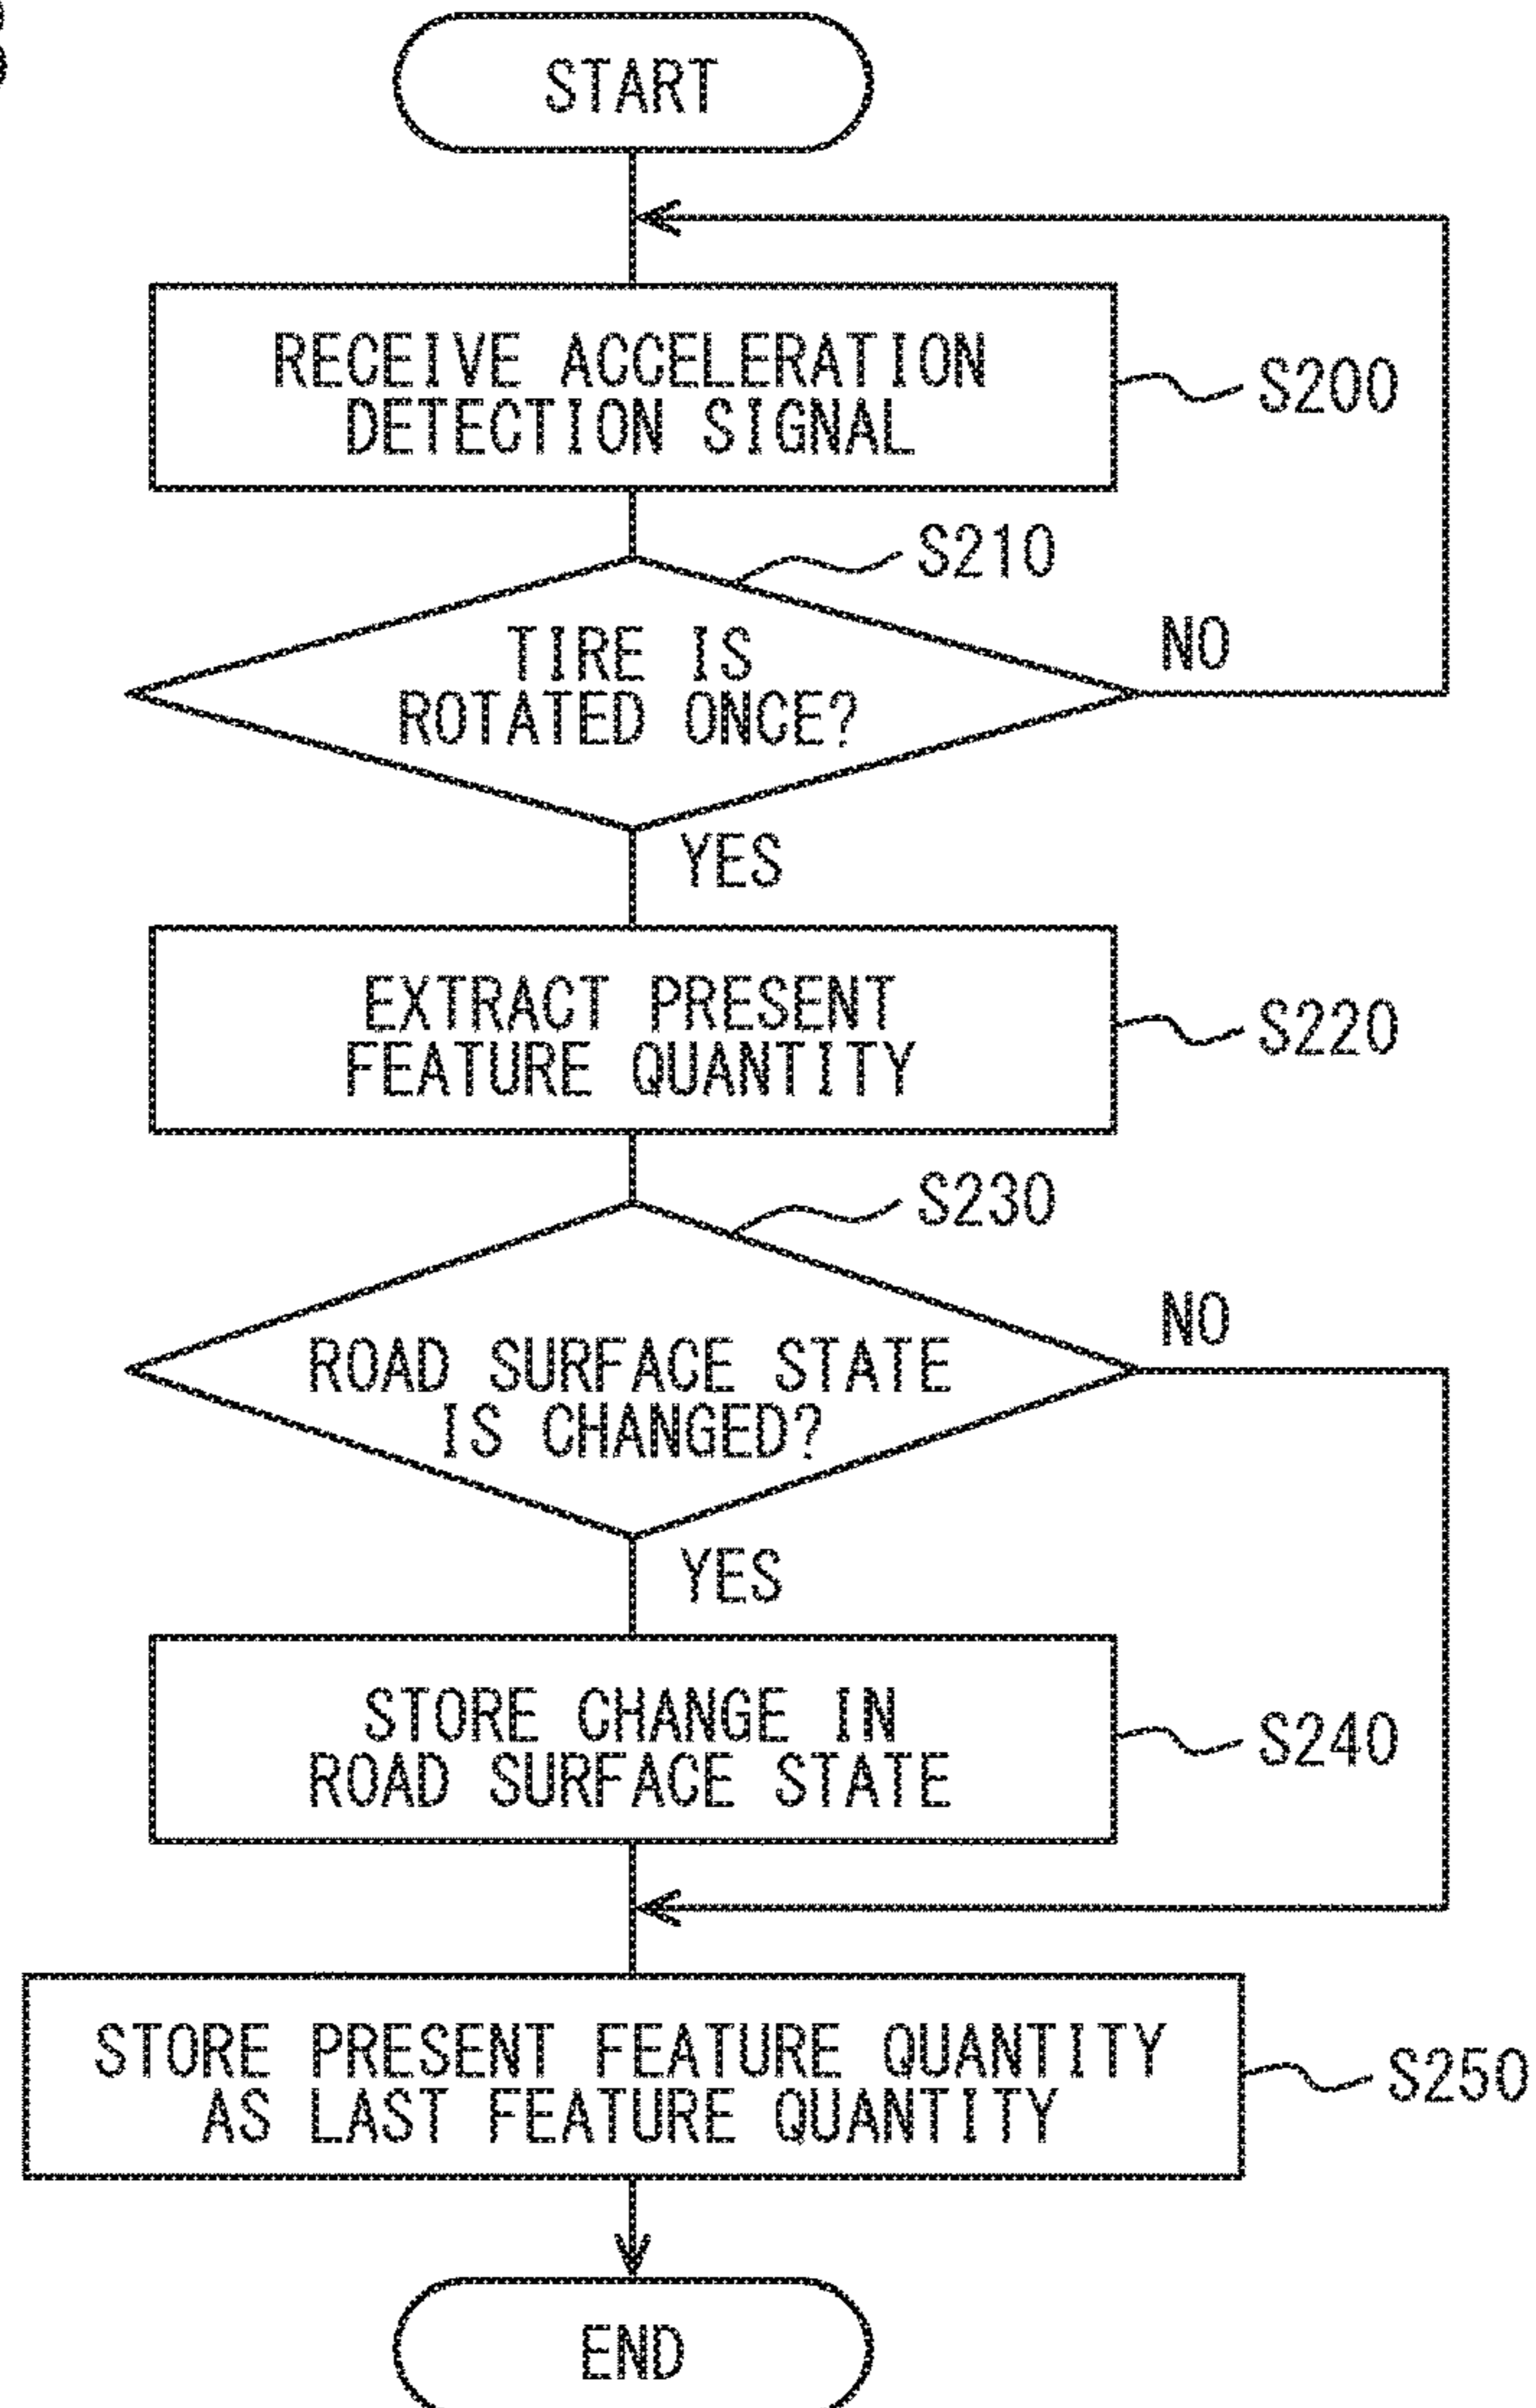 START
RECEIVE ACCELERATION
DETECTION SIGNAL
S200
S210
TIRE IS
ROTATED ONCE?
NO
YES
EXTRACT PRESENT
FEATURE QUANTITY
S220
S230
ROAD SURFACE STATE
IS CHANGED?
NO
YES
STORE CHANGE IN
ROAD SURFACE STATE
S240
STORE PRESENT FEATURE QUANTITY
AS LAST FEATURE QUANTITY
S250
END